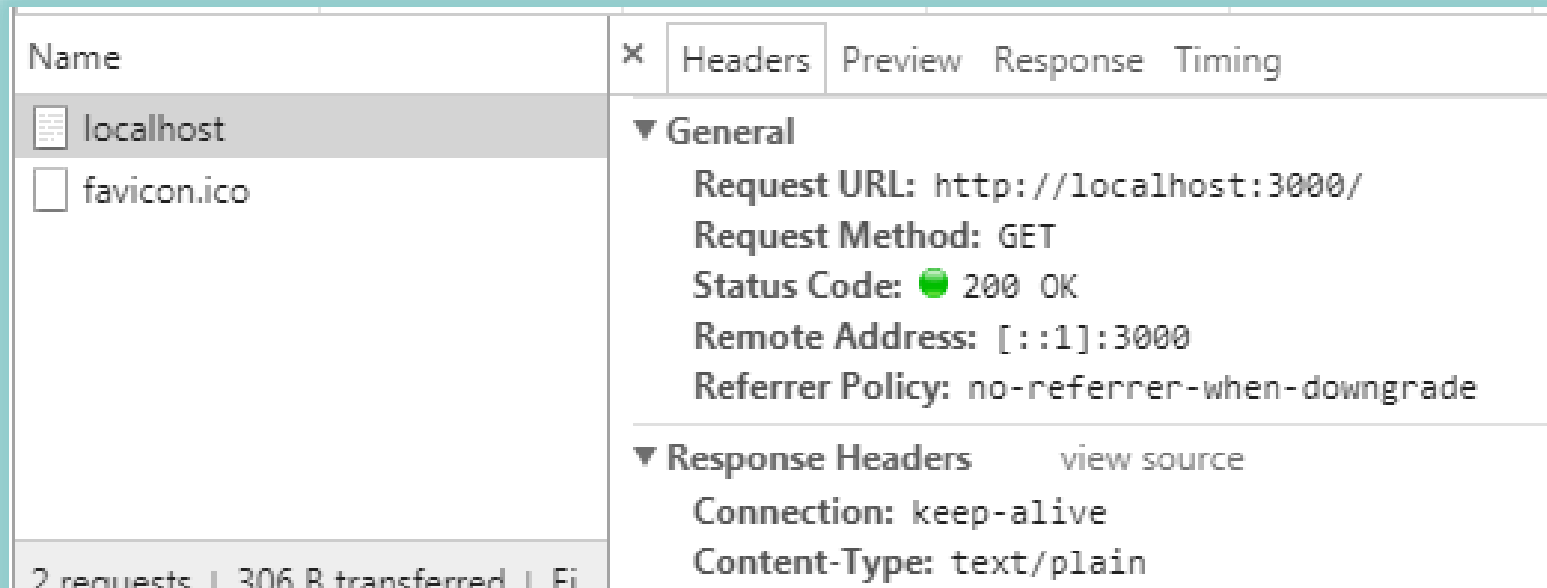 Name
localhost
favicon.ico
2 requests | 306 B transferred | Fi
× Headers Preview Response Timing
▼ General
Request URL: http://localhost:3000/
Request Method: GET
Status Code: 200 OK
Remote Address: [::1]:3000
Referrer Policy: no-referrer-when-downgrade
▼ Response Headers view source
Connection: keep-alive
Content-Type: text/plain